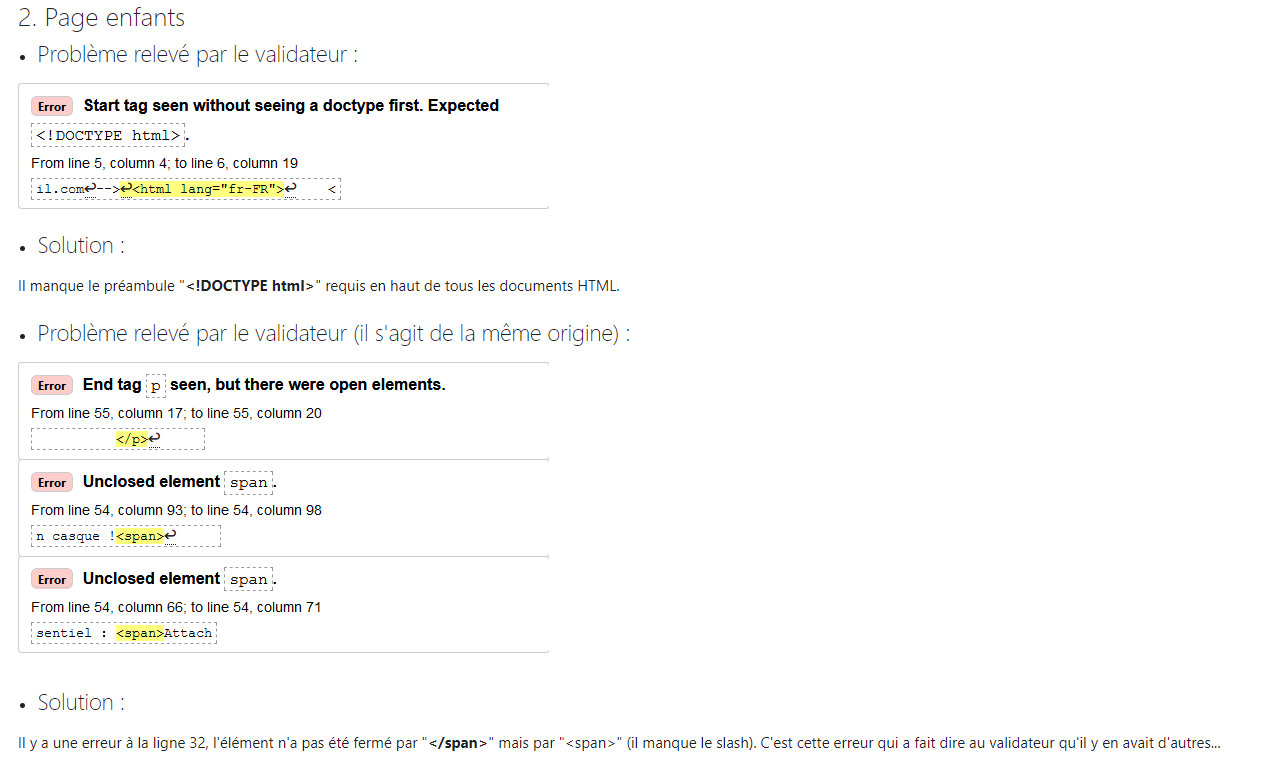 2. Page enfants
• Problème relevé par le validateur :
Error Start tag seen without seeing a doctype first. Expected
<!DOCTYPE html>.
From line 5, column 4; to line 6, column 19
il.com↩-->↩<html lang="fr-FR">↩ <
• Solution :
Il manque le préambule "<!DOCTYPE html>" requis en haut de tous les documents HTML.
• Problème relevé par le validateur (il s'agit de la même origine) :
Error End tag p seen, but there were open elements.
From line 55, column 17; to line 55, column 20
</p>↩
Error Unclosed element span.
From line 54, column 93; to line 54, column 98
n casque !<span>↩
Error Unclosed element span.
From line 54, column 66; to line 54, column 71
sentiel : <span>Attach
• Solution :
Il y a une erreur à la ligne 32, l'élément n'a pas été fermé par "</span>" mais par "<span>" (il manque le slash). C'est cette erreur qui a fait dire au validateur qu'il y en avait d'autres...